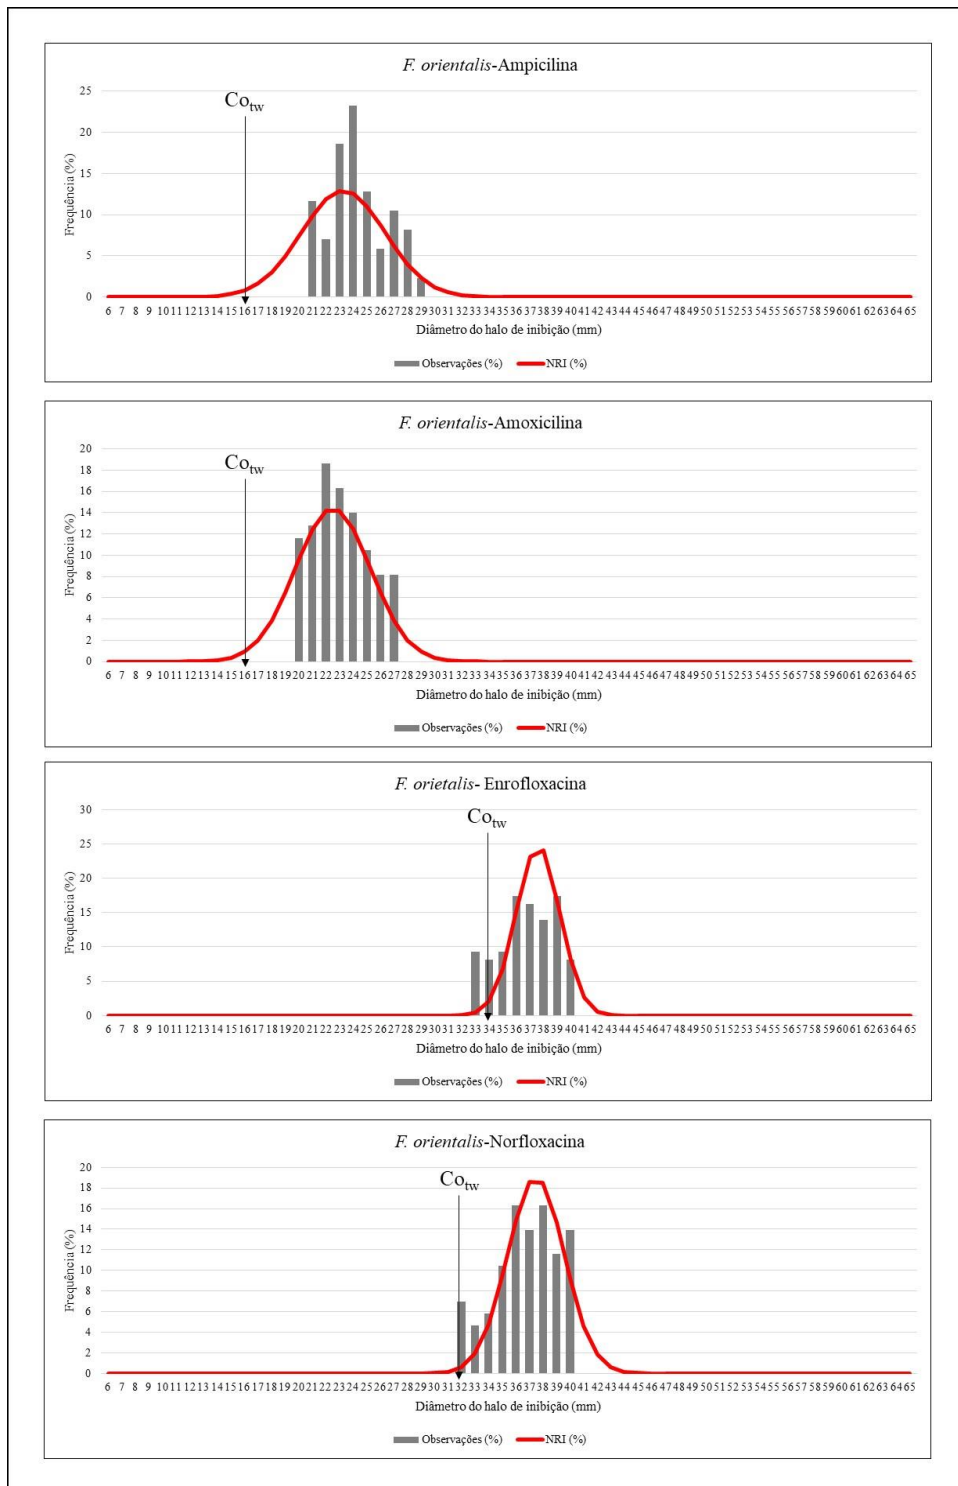 F. orientalis-Ampicilina
Co_tw
25
20
15
10
5
0
Frequência (%)
6 7 8 9 10 11 12 13 14 15 16 17 18 19 20 21 22 23 24 25 26 27 28 29 30 31 32 33 34 35 36 37 38 39 40 41 42 43 44 45 46 47 48 49 50 51 52 53 54 55 56 57 58 59 60 61 62 63 64 65
Diâmetro do halo de inibição (mm)
Observações (%) NRI (%)
F. orientalis-Amoxicilina
Co_tw
20
18
16
14
12
10
8
6
4
2
0
Frequência (%)
6 7 8 9 10 11 12 13 14 15 16 17 18 19 20 21 22 23 24 25 26 27 28 29 30 31 32 33 34 35 36 37 38 39 40 41 42 43 44 45 46 47 48 49 50 51 52 53 54 55 56 57 58 59 60 61 62 63 64 65
Diâmetro do halo de inibição (mm)
Observações (%) NRI (%)
F. orietalis- Enrofloxacina
Co_tw
30
25
20
15
10
5
0
Frequência (%)
6 7 8 9 10 11 12 13 14 15 16 17 18 19 20 21 22 23 24 25 26 27 28 29 30 31 32 33 34 35 36 37 38 39 40 41 42 43 44 45 46 47 48 49 50 51 52 53 54 55 56 57 58 59 60 61 62 63 64 65
Diâmetro do halo de inibição (mm)
Observações (%) NRI (%)
F. orientalis-Norfloxacina
Co_tw
20
18
16
14
12
10
8
6
4
2
0
Frequência (%)
6 7 8 9 10 11 12 13 14 15 16 17 18 19 20 21 22 23 24 25 26 27 28 29 30 31 32 33 34 35 36 37 38 39 40 41 42 43 44 45 46 47 48 49 50 51 52 53 54 55 56 57 58 59 60 61 62 63 64 65
Diâmetro do halo de inibição (mm)
Observações (%) NRI (%)